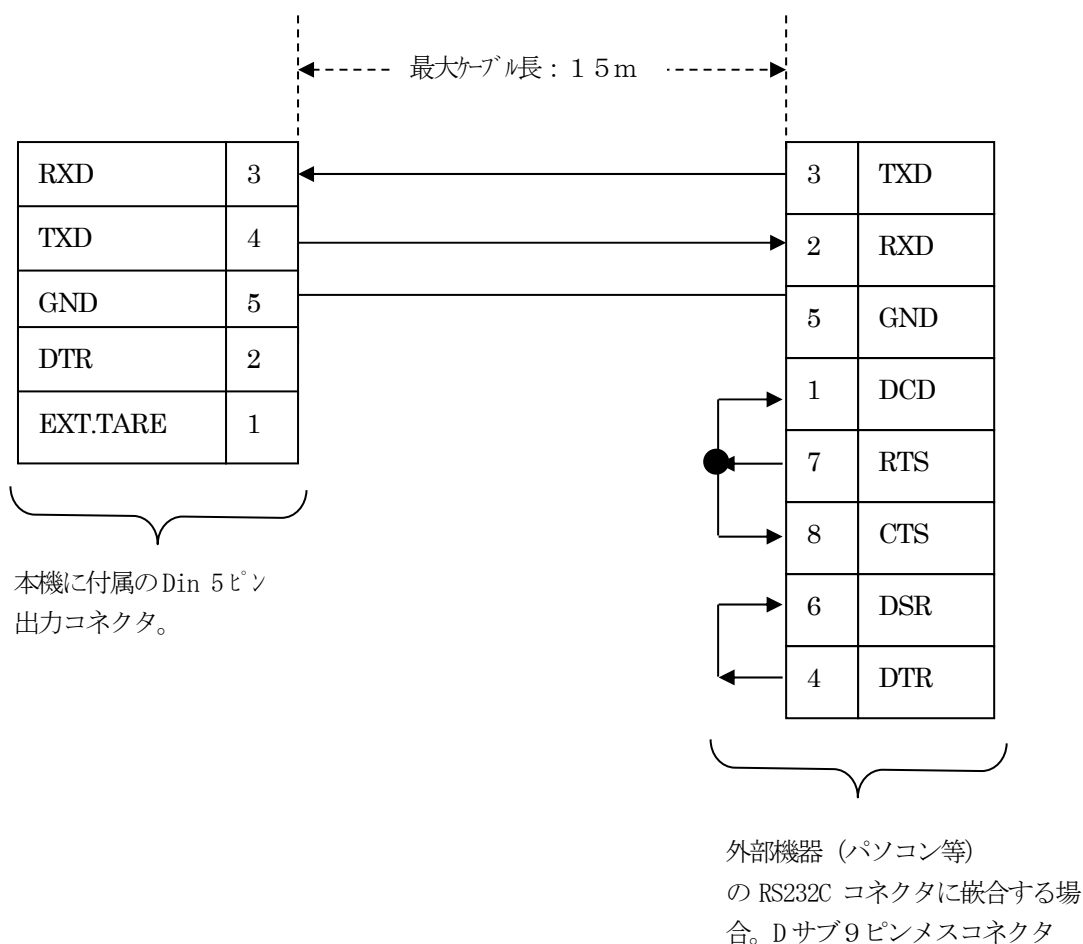 最大ｹｰﾌﾞﾙ長：１５m
RXD 3
TXD 4
GND 5
DTR 2
EXT.TARE 1
3 TXD
2 RXD
5 GND
1 DCD
7 RTS
8 CTS
6 DSR
4 DTR
本機に付属のDin 5ﾋﾟﾝ
出力コネクタ。
外部機器（パソコン等）
の RS232C コネクタに嵌合する場
合。Dサブ９ピンメスコネクタ